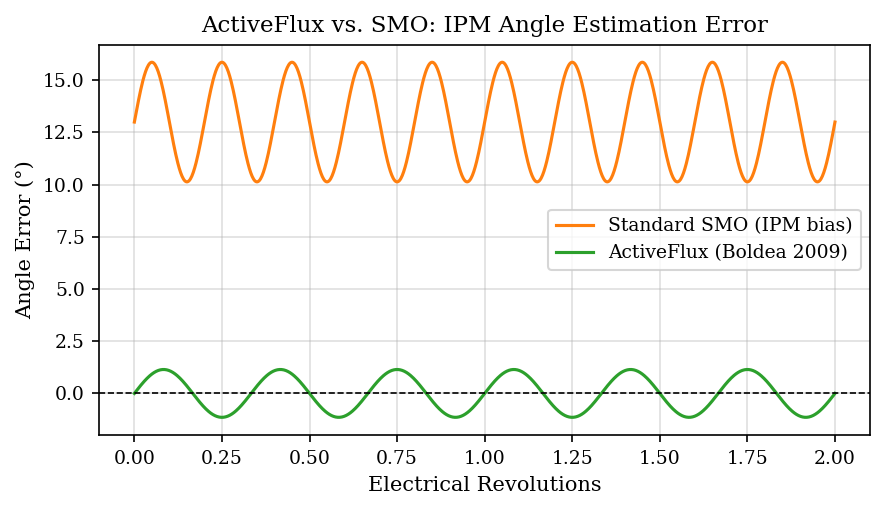 ActiveFlux vs. SMO: IPM Angle Estimation Error
Angle Error (°)
15.0
12.5
10.0
7.5
5.0
2.5
0.0
Standard SMO (IPM bias)
ActiveFlux (Boldea 2009)
0.00 0.25 0.50 0.75 1.00 1.25 1.50 1.75 2.00
Electrical Revolutions